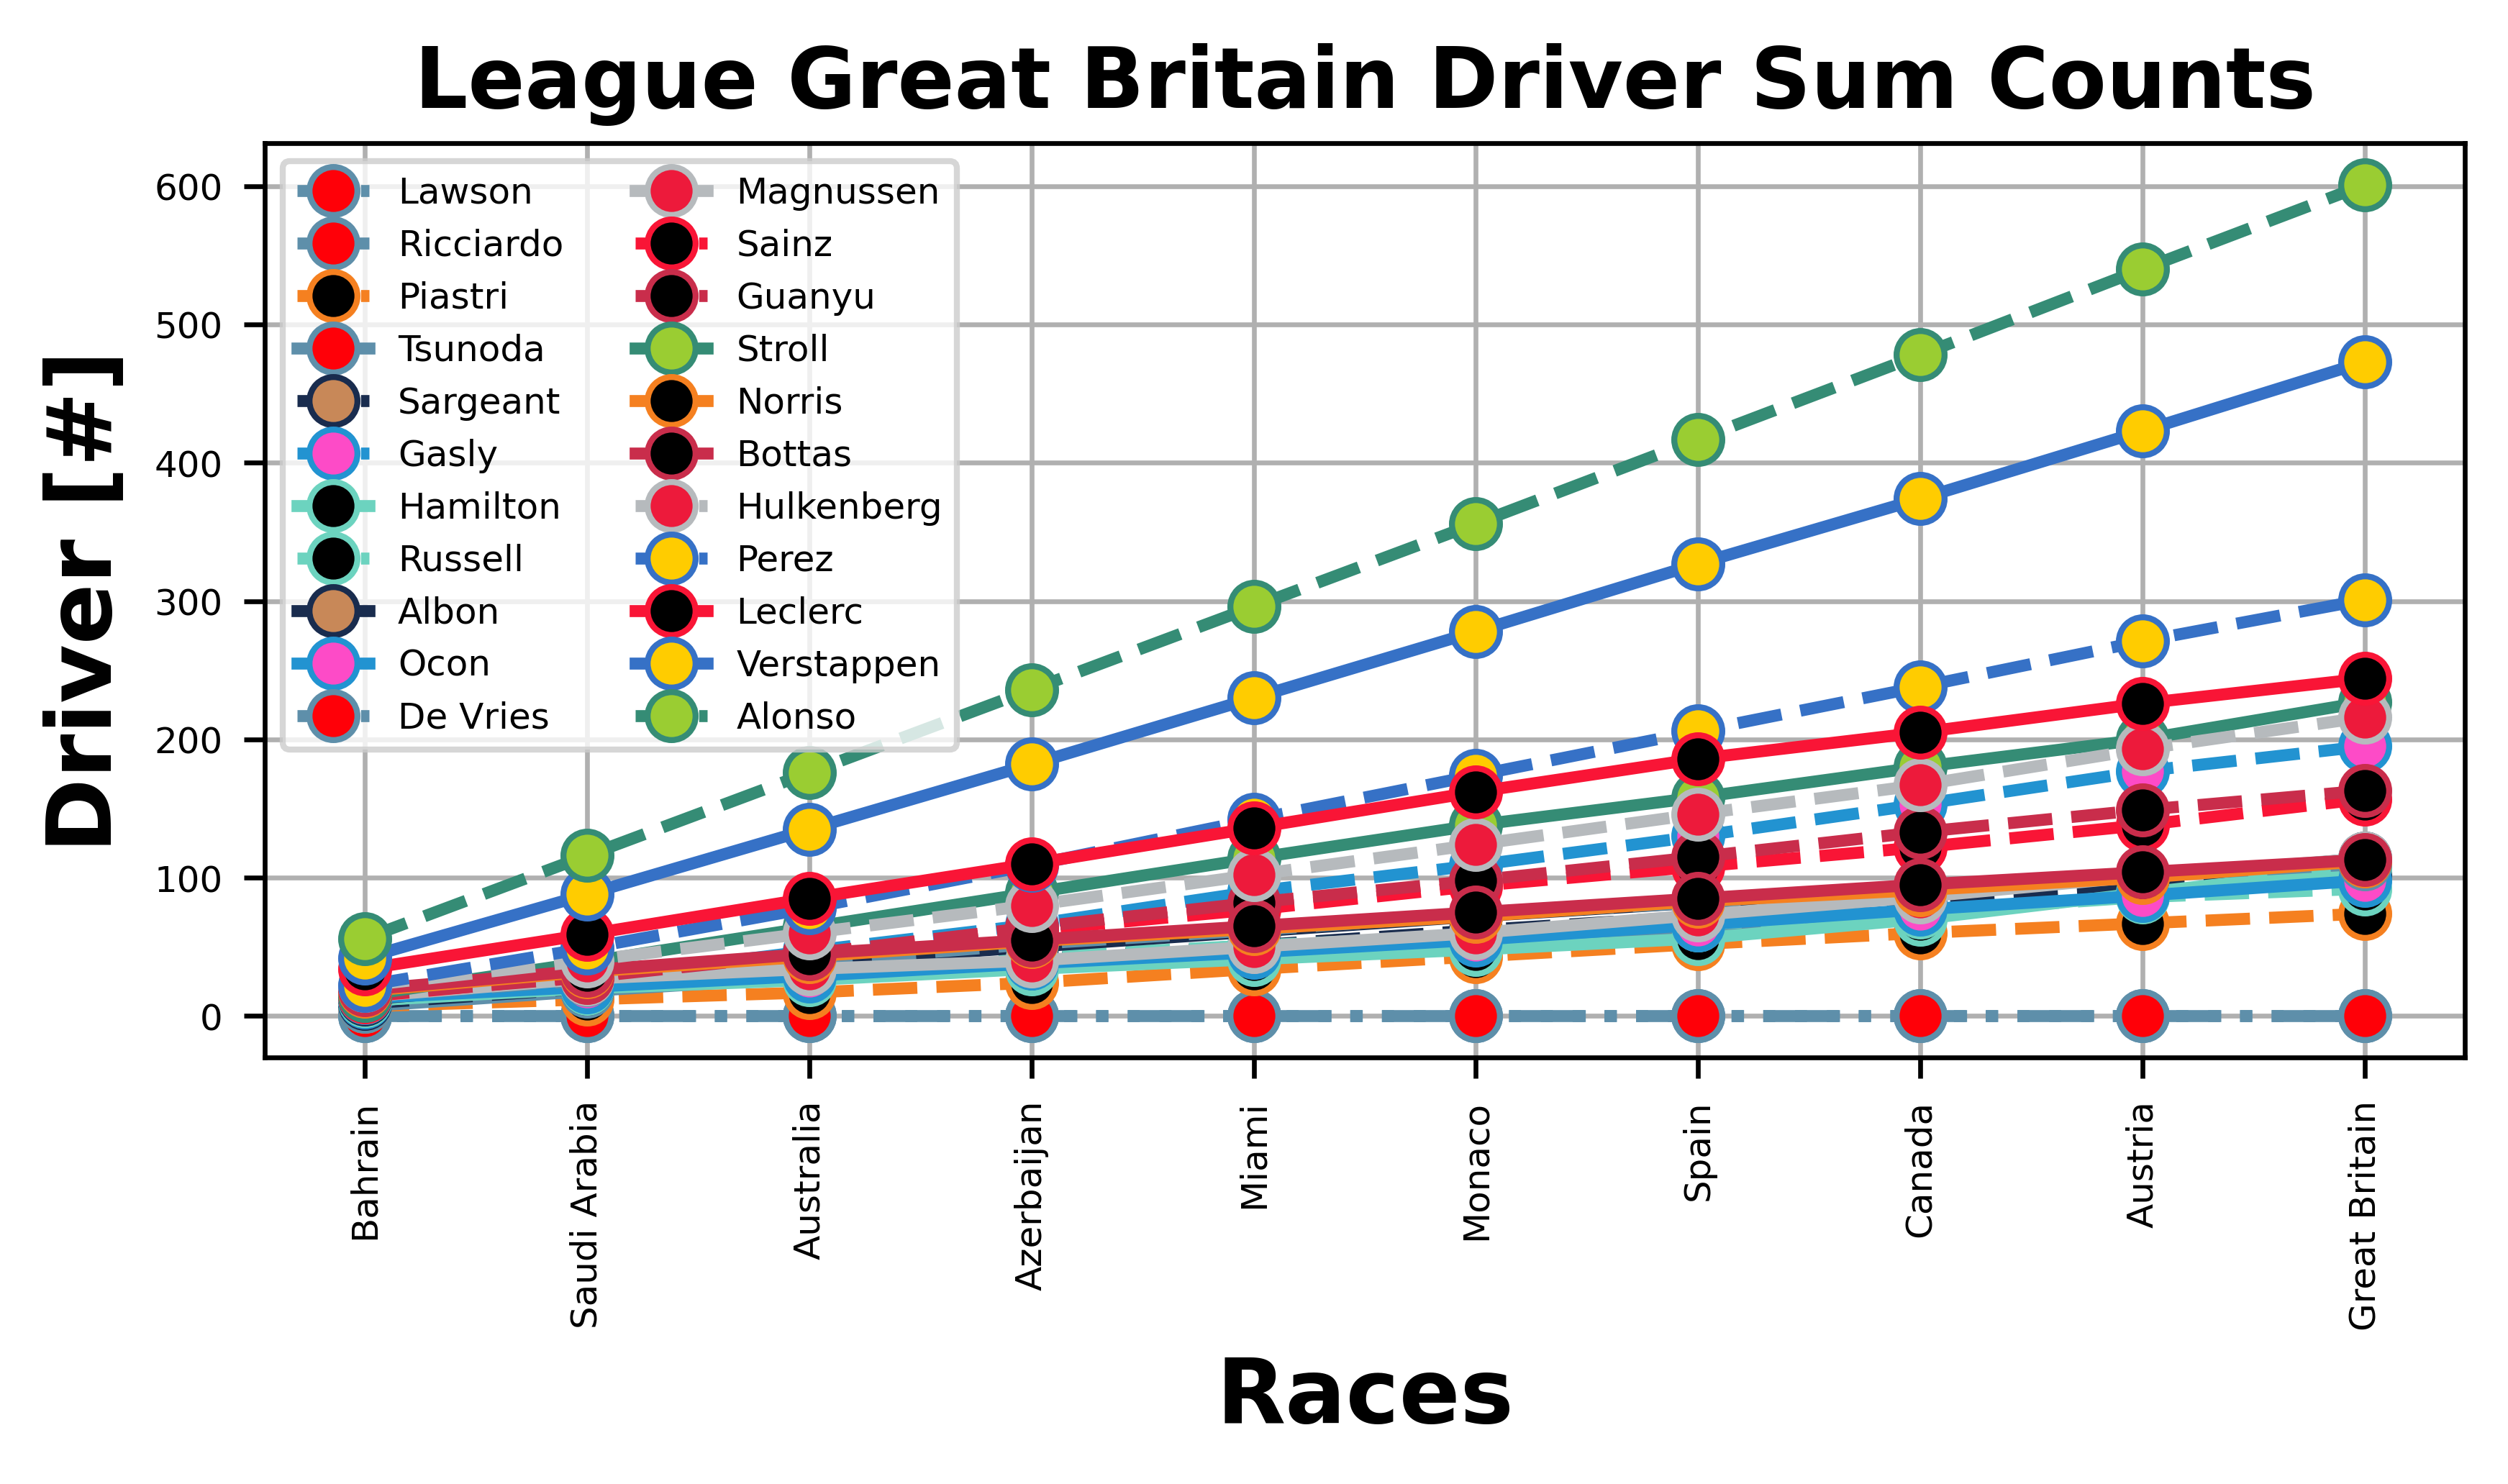 League Great Britain Driver Sum Counts
Driver [#]
600
500
400
300
200
100
0
Lawson
Ricciardo
Piastri
Tsunoda
Sargeant
Gasly
Hamilton
Russell
Albon
Ocon
De Vries
Magnussen
Sainz
Guanyu
Stroll
Norris
Bottas
Hulkenberg
Perez
Leclerc
Verstappen
Alonso
Bahrain
Saudi Arabia
Australia
Azerbaijan
Miami
Monaco
Spain
Canada
Austria
Great Britain
Races